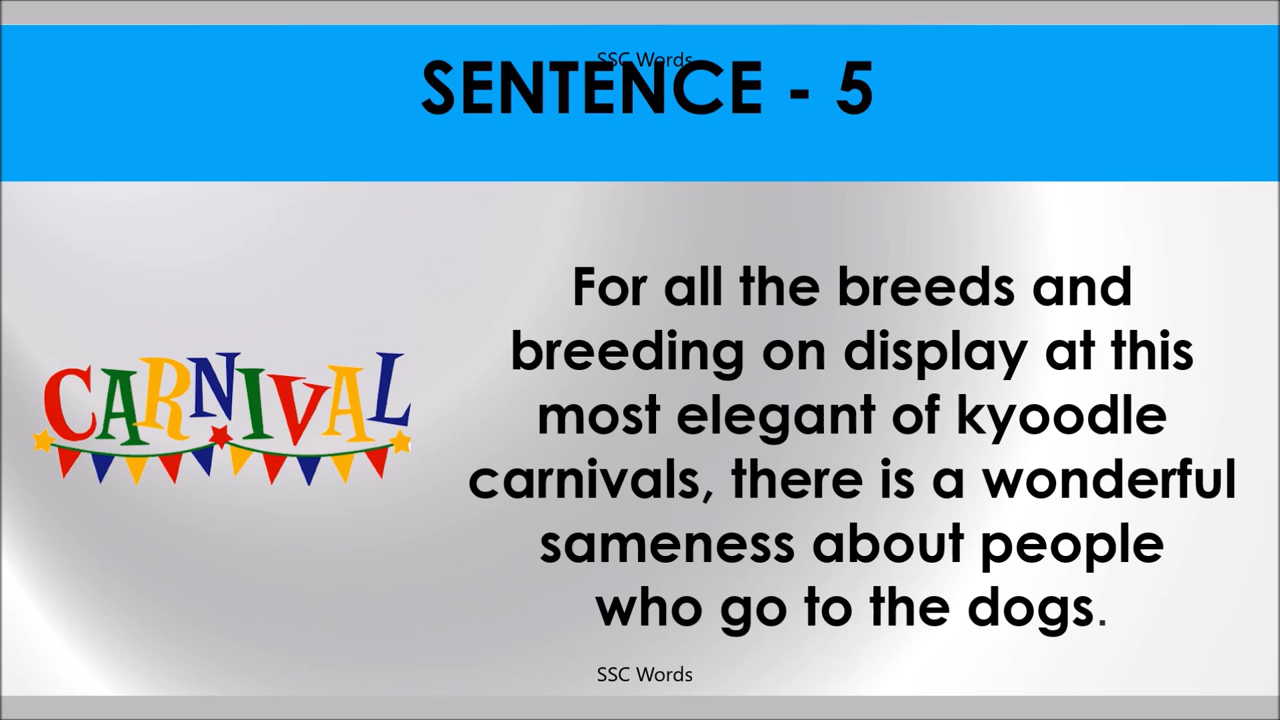 SSC Words
SENTENCE - 5
CARNIVAL
For all the breeds and
breeding on display at this
most elegant of kyoodle
carnivals, there is a wonderful
sameness about people
who go to the dogs.
SSC Words